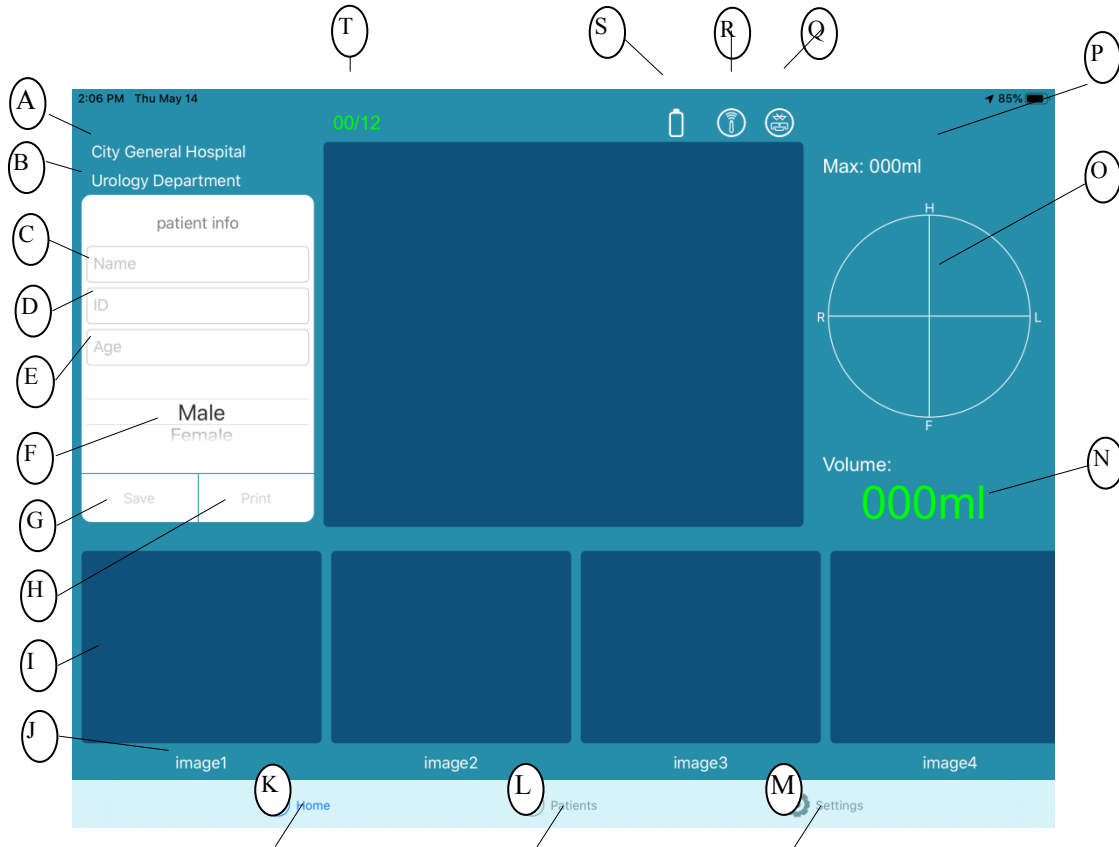 T
S
R
Q
P
A
2:06 PM Thu May 14
85%
00/12
B
City General Hospital
Urology Department
Max: 000ml
O
patient info
C
Name
H
D
ID
R
L
E
Age
F
Male
Female
F
Volume:
N
000ml
G
Save
Print
H
I
J
image1
image2
image3
image4
K
Home
L
Patients
M
Settings